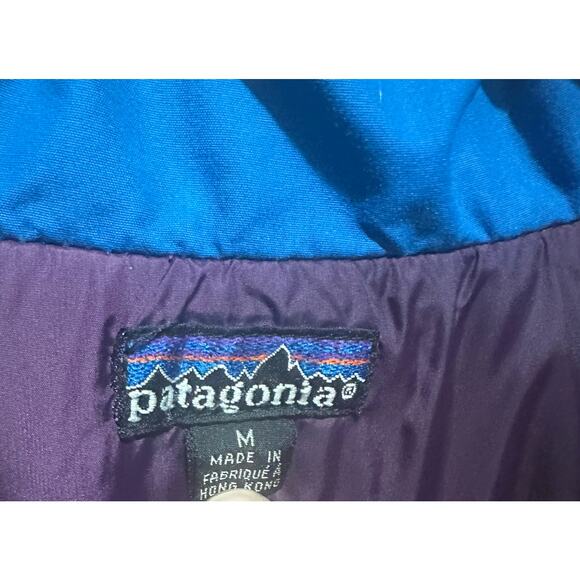 patagonia®
M
MADE IN
FABRIQUÉ À
HONG KONG